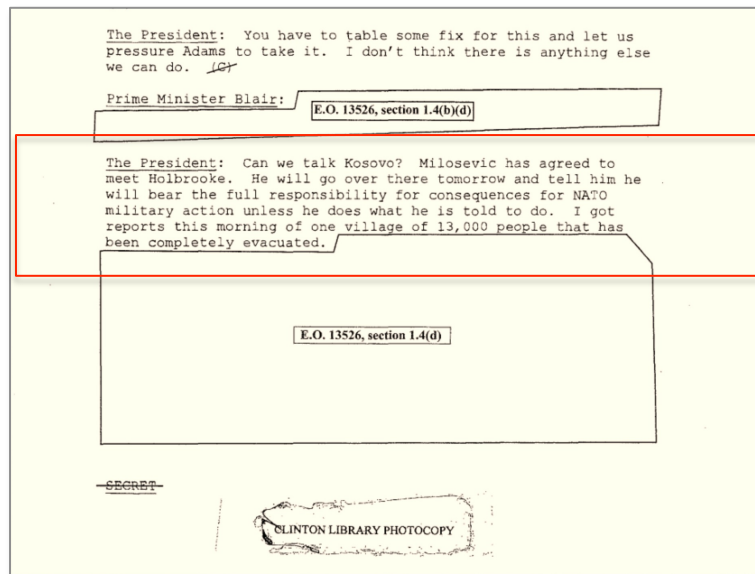 The President: You have to table some fix for this and let us
pressure Adams to take it. I don't think there is anything else
we can do. (C)
Prime Minister Blair:
E.O. 13526, section 1.4(b)(d)
The President: Can we talk Kosovo? Milosevic has agreed to
meet Holbrooke. He will go over there tomorrow and tell him he
will bear the full responsibility for consequences for NATO
military action unless he does what he is told to do. I got
reports this morning of one village of 13,000 people that has
been completely evacuated.
E.O. 13526, section 1.4(d)
SECRET
CLINTON LIBRARY PHOTOCOPY